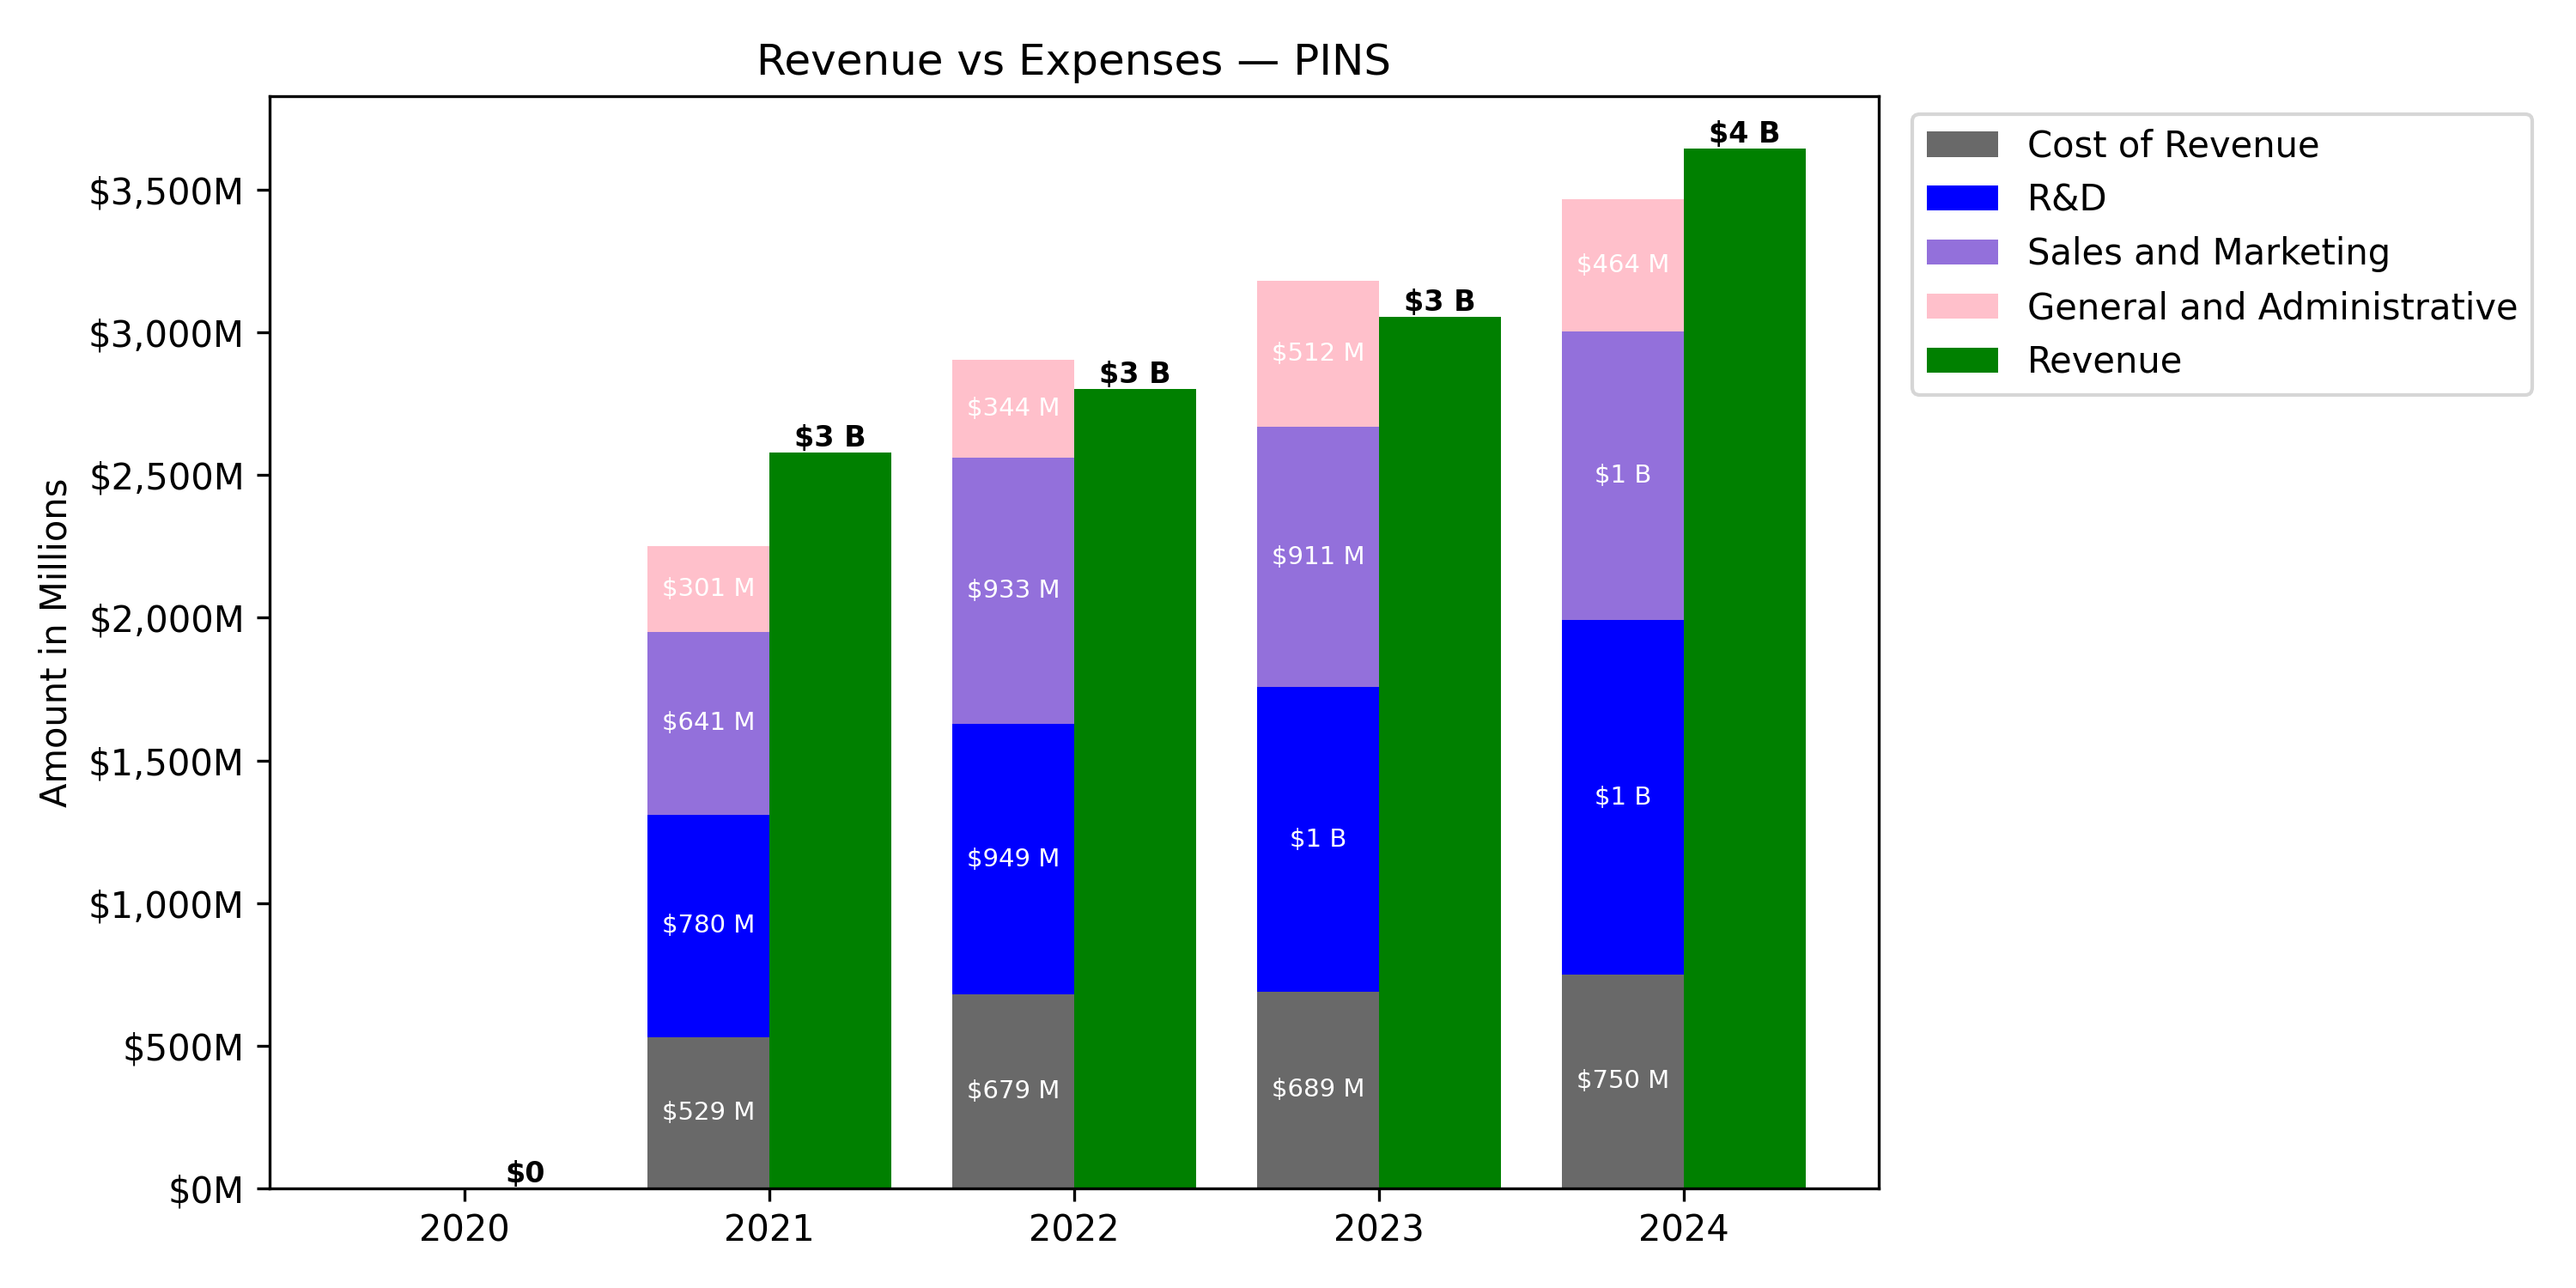 Revenue vs Expenses — PINS
Cost of Revenue
R&D
Sales and Marketing
General and Administrative
Revenue
Amount in Millions
$3,500M
$3,000M
$2,500M
$2,000M
$1,500M
$1,000M
$500M
$0M
$0
$301 M
$641 M
$780 M
$529 M
$3 B
$344 M
$933 M
$949 M
$679 M
$3 B
$512 M
$911 M
$1 B
$689 M
$3 B
$464 M
$1 B
$1 B
$750 M
$4 B
2020
2021
2022
2023
2024